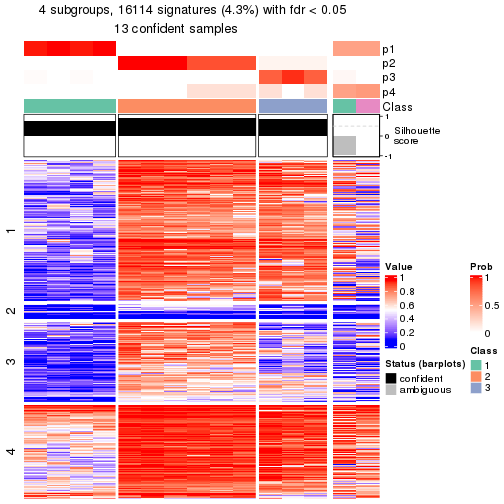 4 subgroups, 16114 signatures (4.3%) with fdr < 0.05
13 confident samples
p1
p2
p3
p4
Class
1
0
-1
Silhouette
score
1
2
3
4
Value
1
0.8
0.6
0.4
0.2
0
Prob
1
0.5
0
Status (barplots)
confident
ambiguous
Class
1
2
3